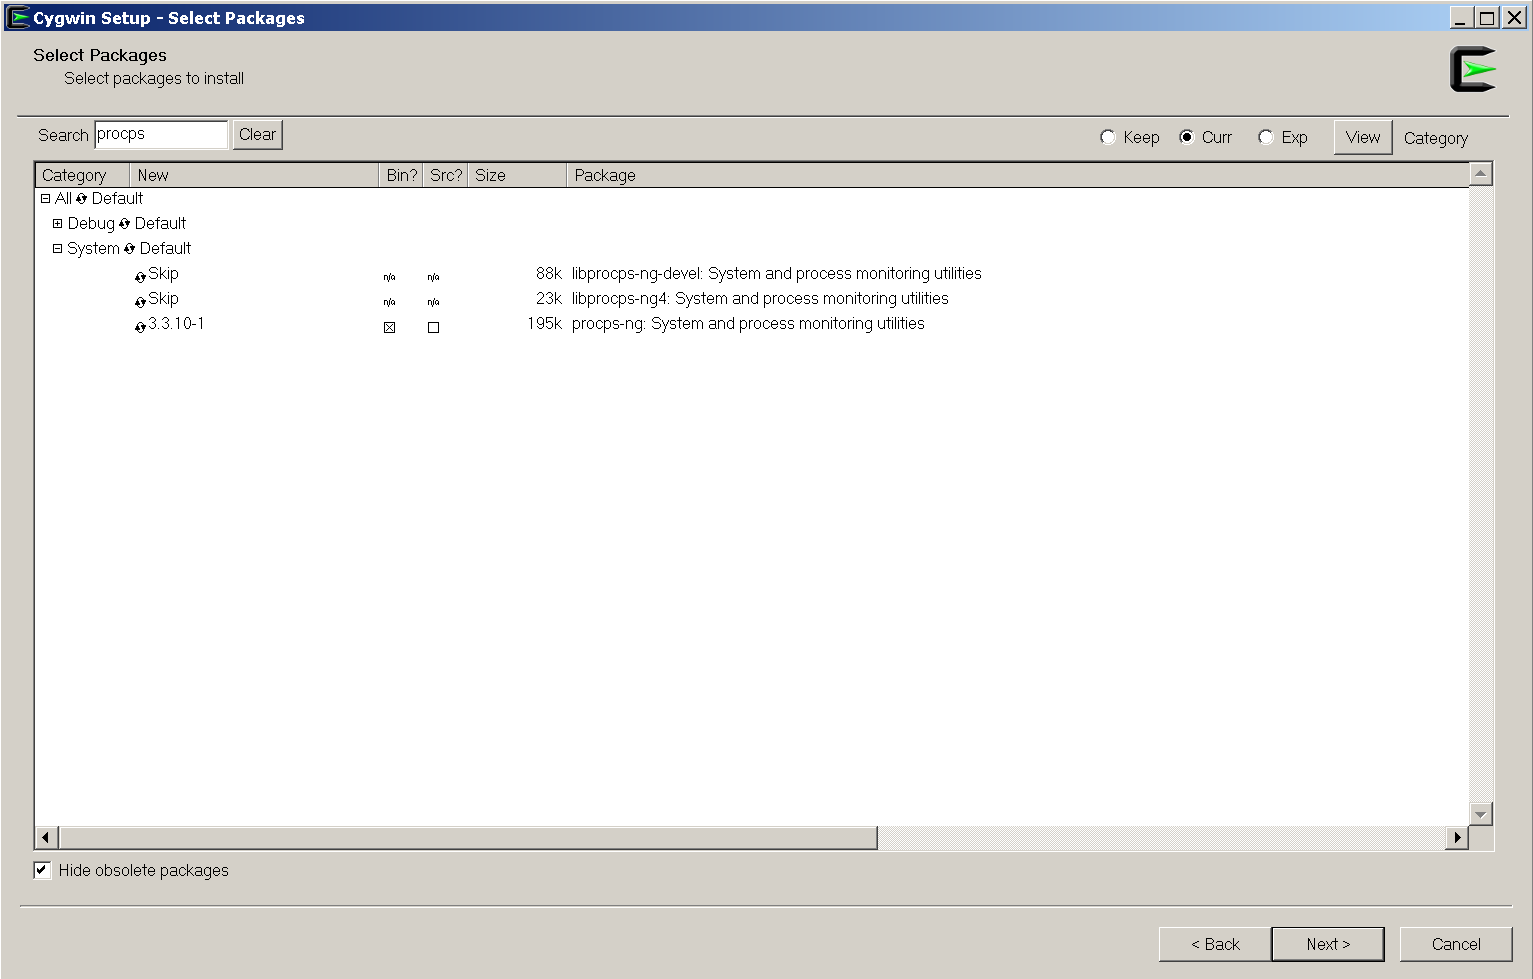 Cygwin Setup - Select Packages
Select Packages
Select packages to install
Search procps Clear Keep Curr Exp View Category
Category New Bin? Src? Size Package
All Default
Debug Default
System Default
Skip n/a n/a 88k libprocps-ng-devel: System and process monitoring utilities
Skip n/a n/a 23k libprocps-ng4: System and process monitoring utilities
3.3.10-1 195k procps-ng: System and process monitoring utilities
Hide obsolete packages
< Back Next > Cancel